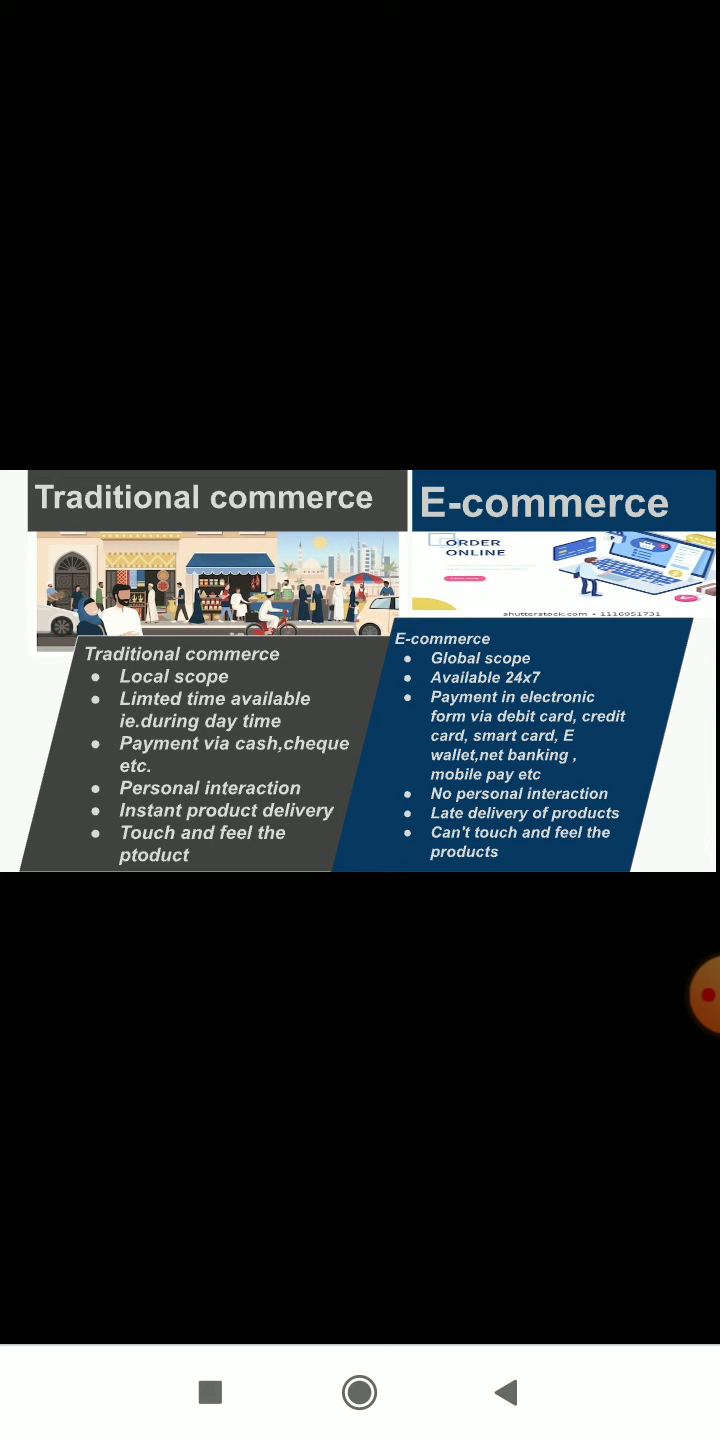 Traditional commerce
E-commerce
ORDER
ONLINE
shutterstock.com • 1116951731
Traditional commerce
● Local scope
● Limted time available
ie.during day time
● Payment via cash,cheque
etc.
● Personal interaction
● Instant product delivery
● Touch and feel the
ptoduct
E-commerce
● Global scope
● Available 24x7
● Payment in electronic
form via debit card, credit
card, smart card, E
wallet,net banking ,
mobile pay etc
● No personal interaction
● Late delivery of products
● Can't touch and feel the
products